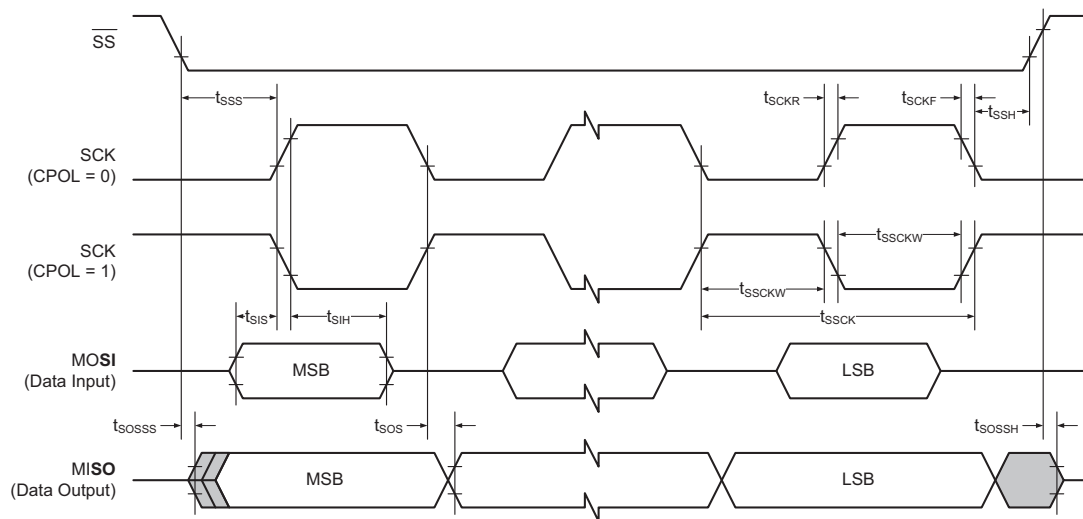 SS
tSSS
tSCKR
tSCKF
tSSH
SCK
(CPOL = 0)
SCK
(CPOL = 1)
tSSCKW
tSSCKW
tSSCK
tSIS
tSIH
MOSI
(Data Input)
MSB
LSB
tSOSSS
tSOS
tSOSSH
MISO
(Data Output)
MSB
LSB